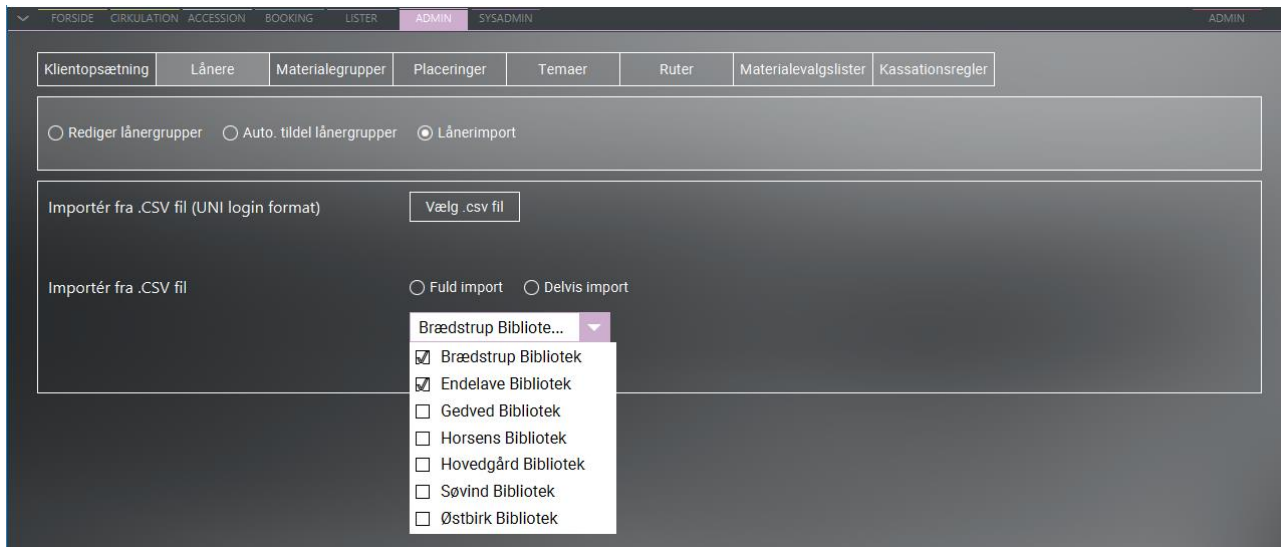 FORSIDE CIRKULATION ACCESSION BOOKING LISTER ADMIN SYSADMIN ADMIN
Klientopsætning Lånere Materialegrupper Placeringer Temaer Ruter Materialevalgslister Kassationsregler
Rediger lånergrupper Auto. tildel lånergrupper Lånerimport
Importér fra .CSV fil (UNI login format) Vælg .csv fil
Importér fra .CSV fil Fuld import Delvis import
Brædstrup Bibliote...
Brædstrup Bibliotek
Endelave Bibliotek
Gedved Bibliotek
Horsens Bibliotek
Hovedgård Bibliotek
Søvind Bibliotek
Østbirk Bibliotek